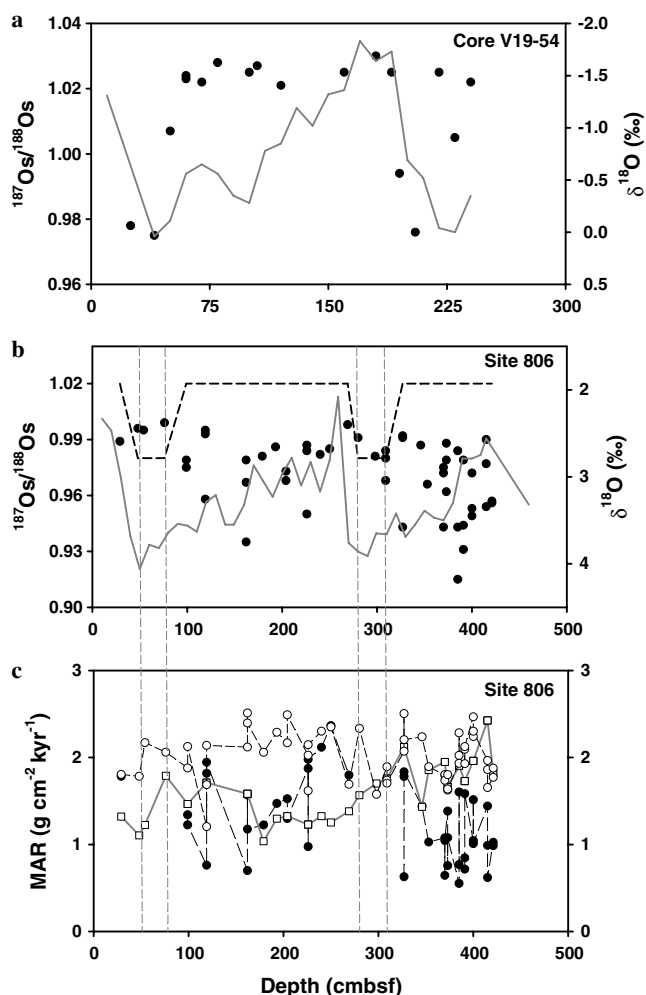 a
Core V19-54
1.04
1.02
1.00
0.98
0.96
¹⁸⁷Os/¹⁸⁸Os
-2.0
-1.5
-1.0
-0.5
0.0
0.5
δ ¹⁸O (‰)
0 75 150 225 300
b
Site 806
1.02
0.99
0.96
0.93
0.90
¹⁸⁷Os/¹⁸⁸Os
2
3
4
δ ¹⁸O (‰)
0 100 200 300 400 500
c
Site 806
3
2
1
0
MAR (g cm⁻² kyr⁻¹)
3
2
1
0
0 100 200 300 400 500
Depth (cmbsf)